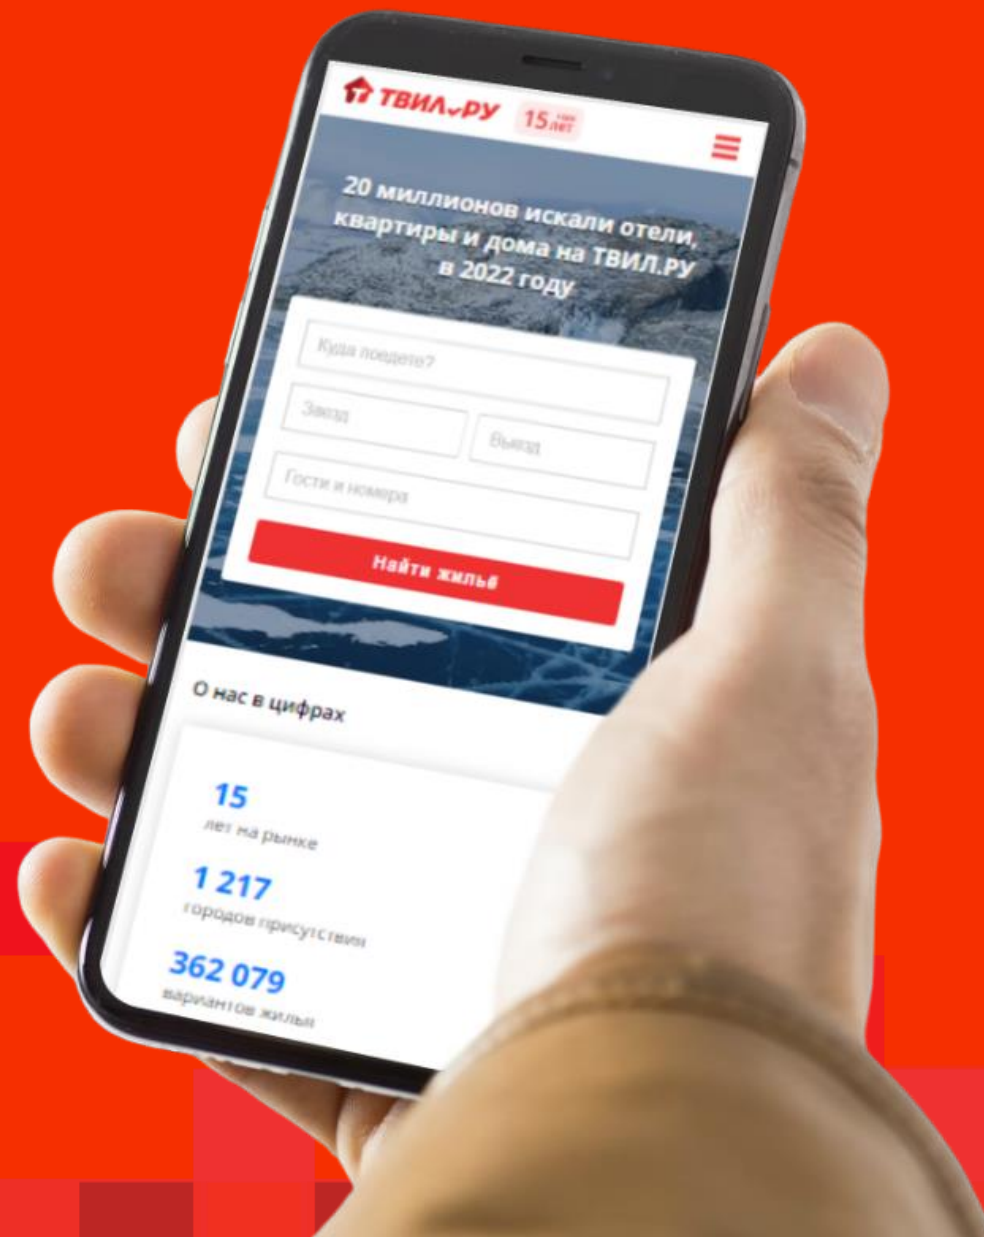 ТВИЛ.РУ
15 лет
20 миллионов искали отели,
квартиры и дома на ТВИЛ.РУ
в 2022 году
Куда поедете?
Заезд
Выезд
Гости и номера
Найти жильё
О нас в цифрах
15
лет на рынке
1 217
городов присутствия
362 079
вариантов жилья